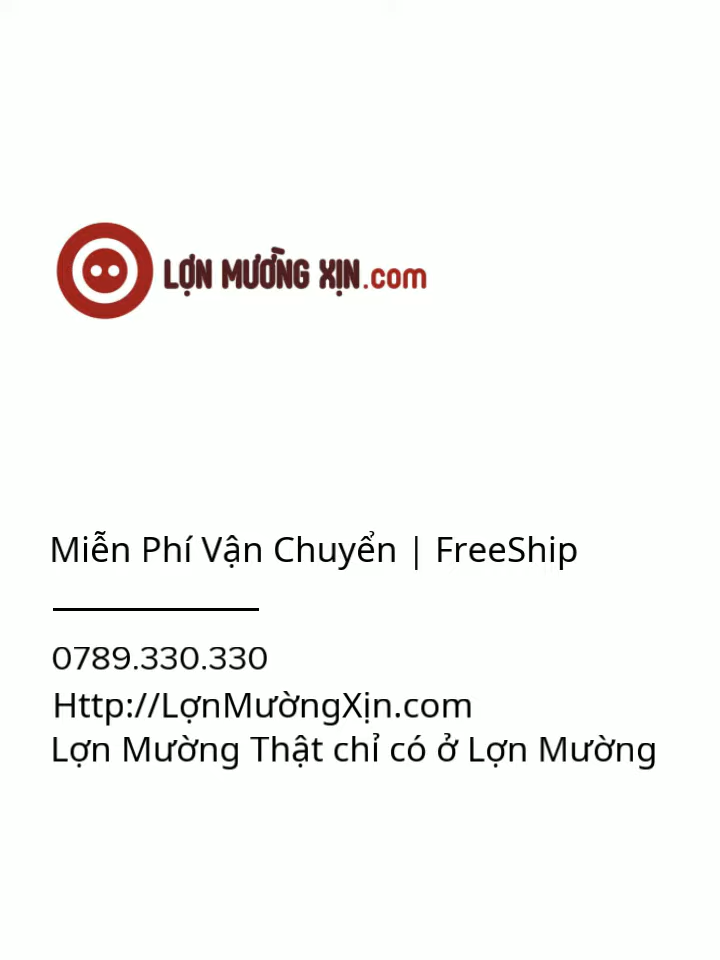 LỢN MƯỜNG XỊN.com
Miễn Phí Vận Chuyển | FreeShip
0789.330.330
Http://LợnMườngXịn.com
Lợn Mường Thật chỉ có ở Lợn Mường